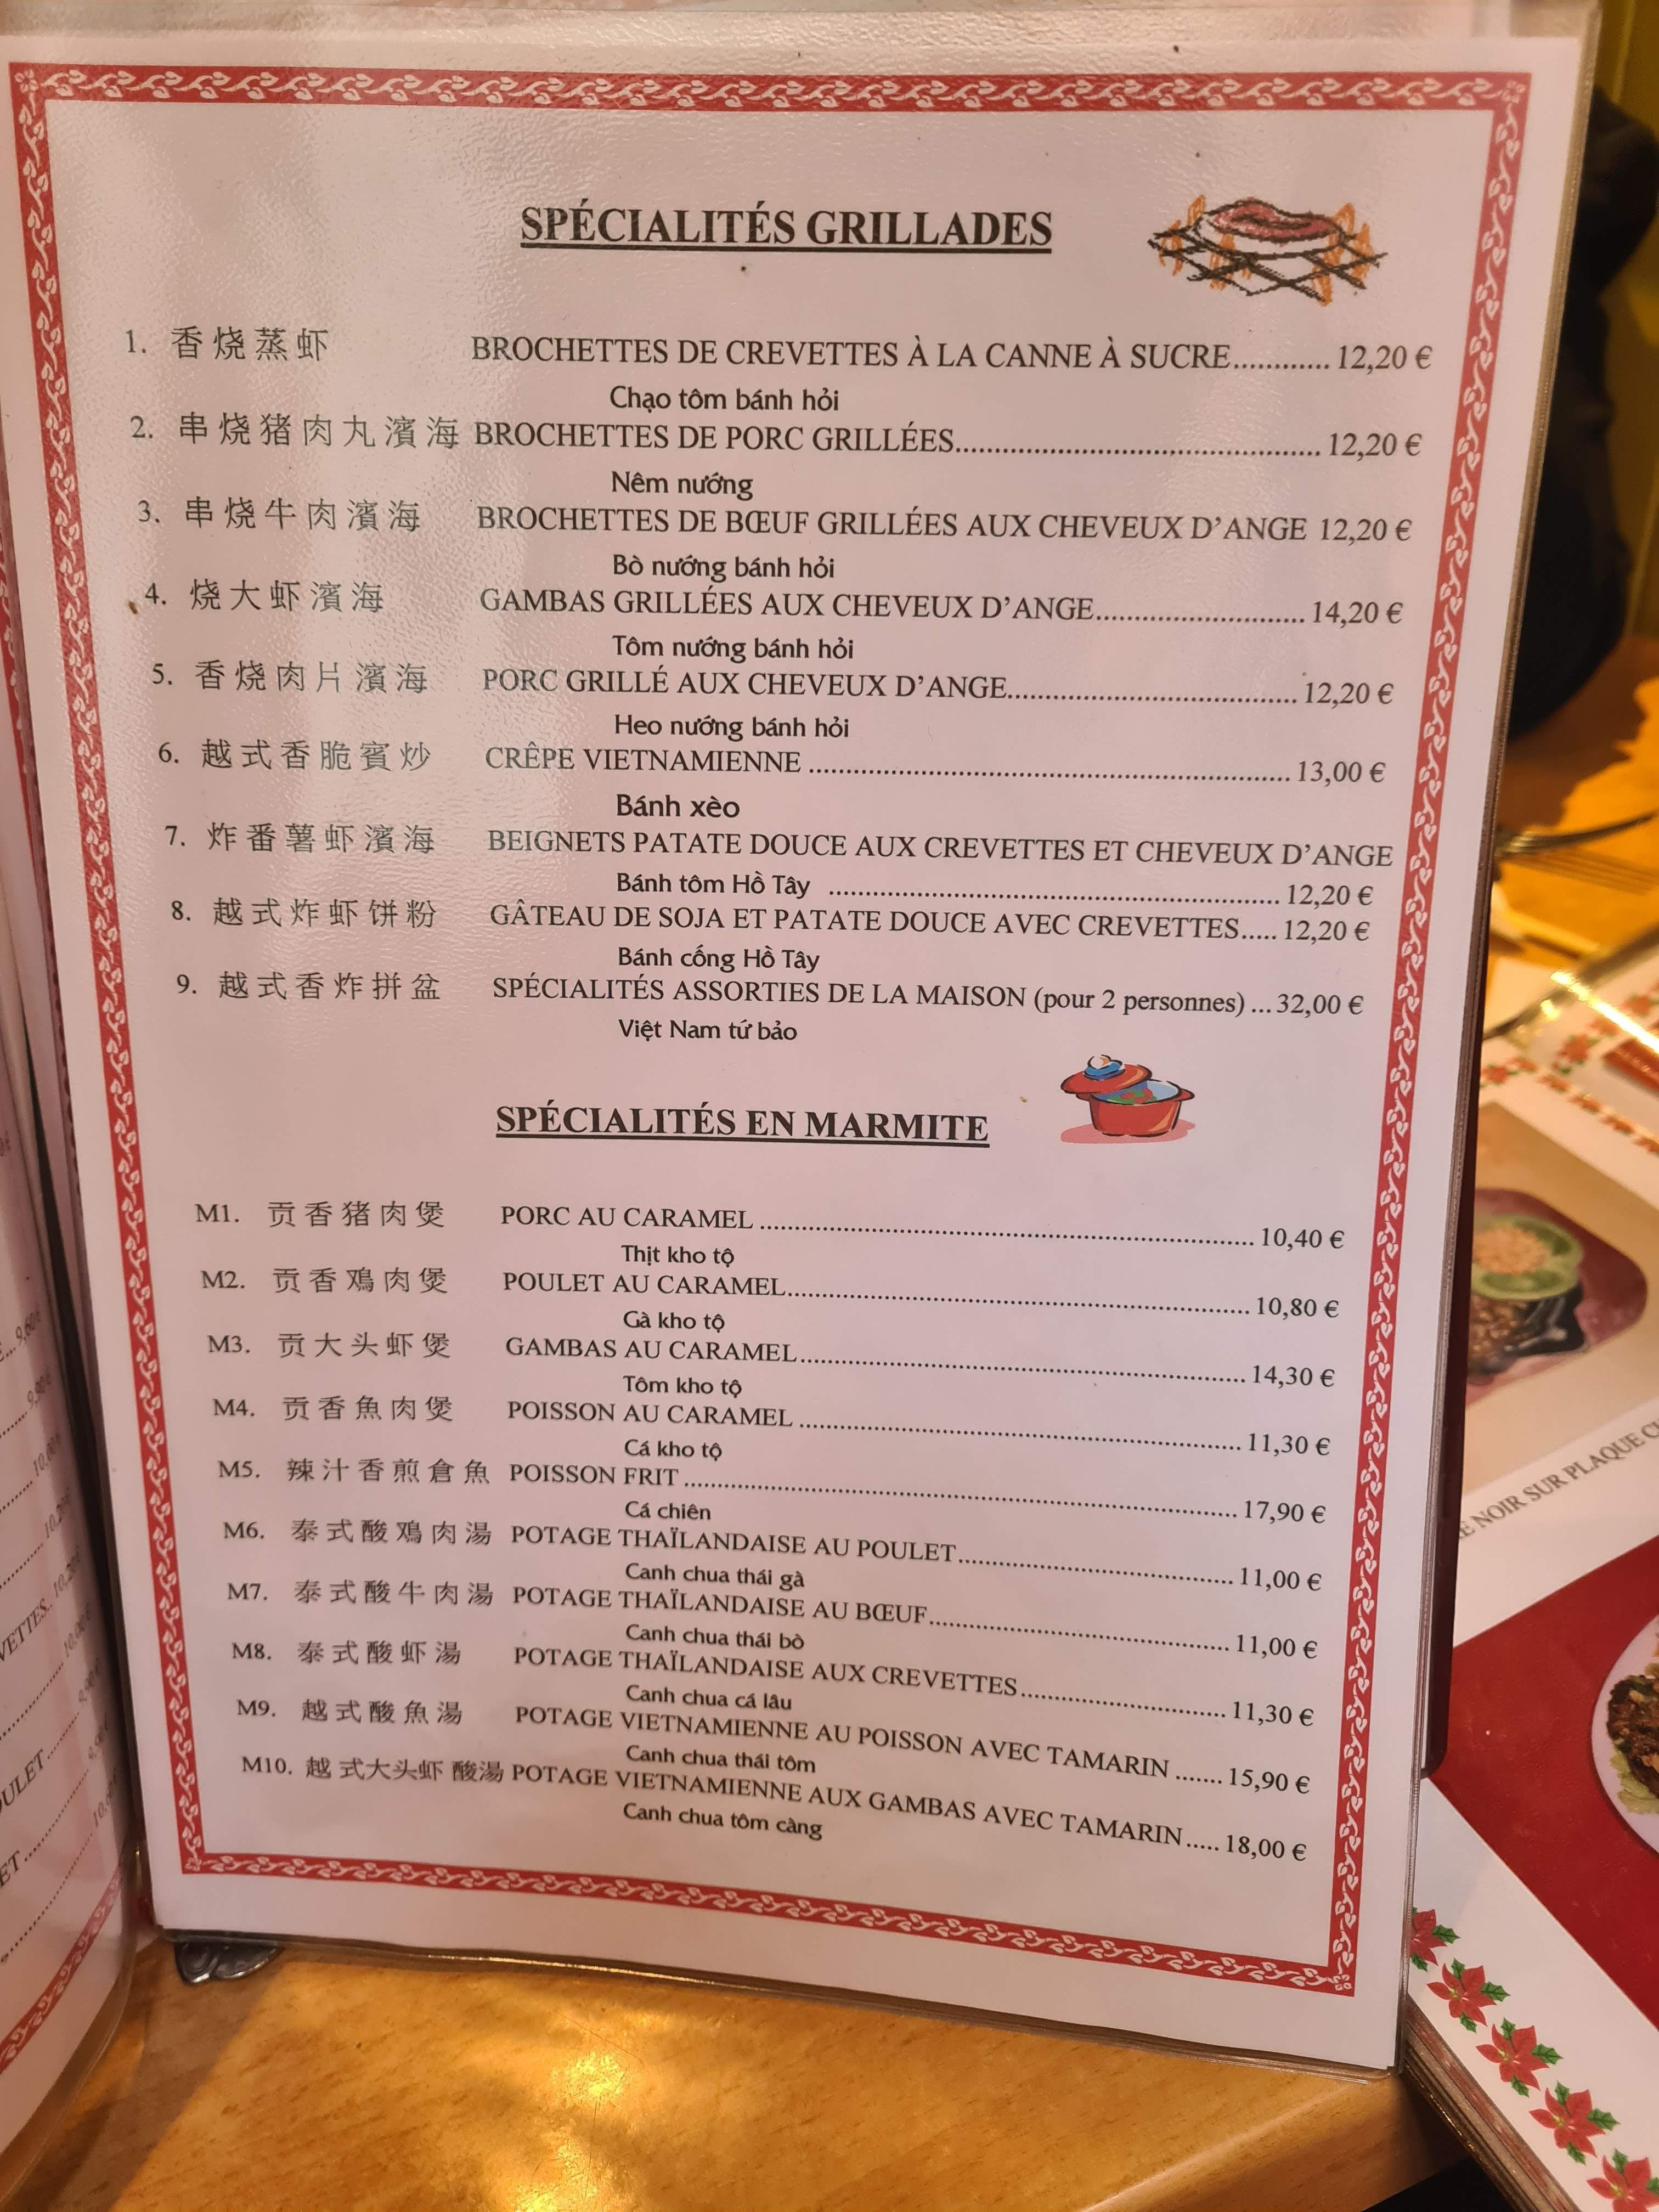 SPÉCIALITÉS GRILLADES
1. 香烧蒸虾 BROCHETTES DE CREVETTES À LA CANNE À SUCRE............ 12,20 €
Chạo tôm bánh hỏi
2. 串烧猪肉丸濱海 BROCHETTES DE PORC GRILLÉES................................................ 12,20 €
Nêm nướng
3. 串烧牛肉濱海 BROCHETTES DE BŒUF GRILLÉES AUX CHEVEUX D'ANGE 12,20 €
Bò nướng bánh hỏi
4. 烧大虾濱海 GAMBAS GRILLÉES AUX CHEVEUX D'ANGE............................ 14,20 €
Tôm nướng bánh hỏi
5. 香烧肉片濱海 PORC GRILLÉ AUX CHEVEUX D'ANGE....................................... 12,20 €
Heo nướng bánh hỏi
6. 越式香脆賓炒 CRÊPE VIETNAMIENNE ................................................................ 13,00 €
Bánh xèo
7. 炸番薯虾濱海 BEIGNETS PATATE DOUCE AUX CREVETTES ET CHEVEUX D'ANGE
Bánh tôm Hồ Tây ............................................................ 12,20 €
8. 越式炸虾饼粉 GÂTEAU DE SOJA ET PATATE DOUCE AVEC CREVETTES..... 12,20 €
Bánh cống Hồ Tây
9. 越式香炸拼盆 SPÉCIALITÉS ASSORTIES DE LA MAISON (pour 2 personnes) ... 32,00 €
Việt Nam tứ bảo
SPÉCIALITÉS EN MARMITE
M1. 贡香猪肉煲 PORC AU CARAMEL .................................................................... 10,40 €
Thịt kho tộ
M2. 贡香鴉肉煲 POULET AU CARAMEL................................................................ 10,80 €
Gà kho tộ
M3. 贡大头虾煲 GAMBAS AU CARAMEL.............................................................. 14,30 €
Tôm kho tộ
M4. 贡香魚肉煲 POISSON AU CARAMEL .............................................................. 11,30 €
Cá kho tộ
M5. 辣汁香煎倉魚 POISSON FRIT .............................................................................. 17,90 €
Cá chiên
M6. 泰式酸鴉肉湯 POTAGE THAÏLANDAISE AU POULET....................................... 11,00 €
Canh chua thái gà
M7. 泰式酸牛肉湯 POTAGE THAÏLANDAISE AU BŒUF........................................... 11,00 €
Canh chua thái bò
M8. 泰式酸虾湯 POTAGE THAÏLANDAISE AUX CREVETTES.............................. 11,30 €
Canh chua cá lâu
M9. 越式酸魚湯 POTAGE VIETNAMIENNE AU POISSON AVEC TAMARIN ....... 15,90 €
Canh chua thái tôm
M10. 越式大头虾 酸湯 POTAGE VIETNAMIENNE AUX GAMBAS AVEC TAMARIN..... 18,00 €
Canh chua tôm càng
NOIR SUR PLAQUE